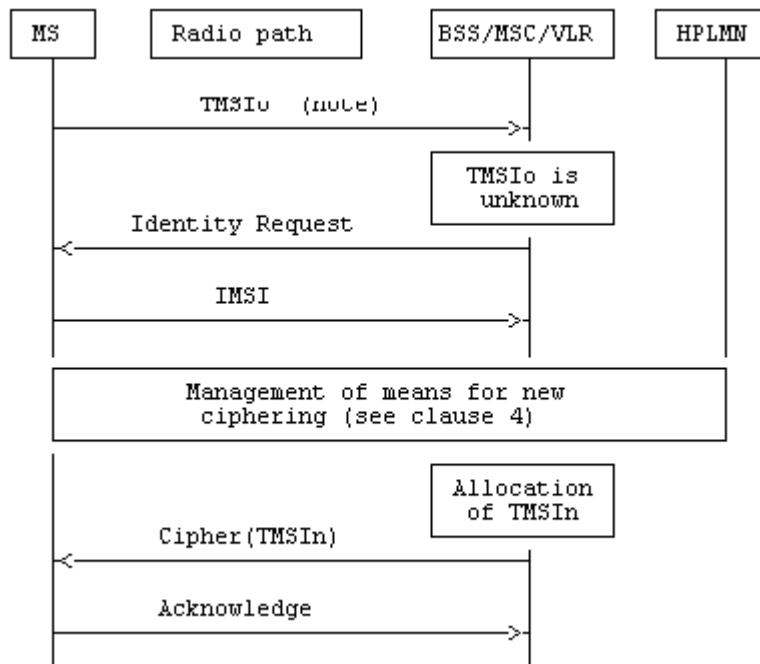 MS Radio path BSS/MSC/VLR HPLMN
TMSIo (note)
TMSIo is
unknown
Identity Request
IMSI
Management of means for new
ciphering (see clause 4)
Allocation
of TMSIn
Cipher(TMSIn)
Acknowledge